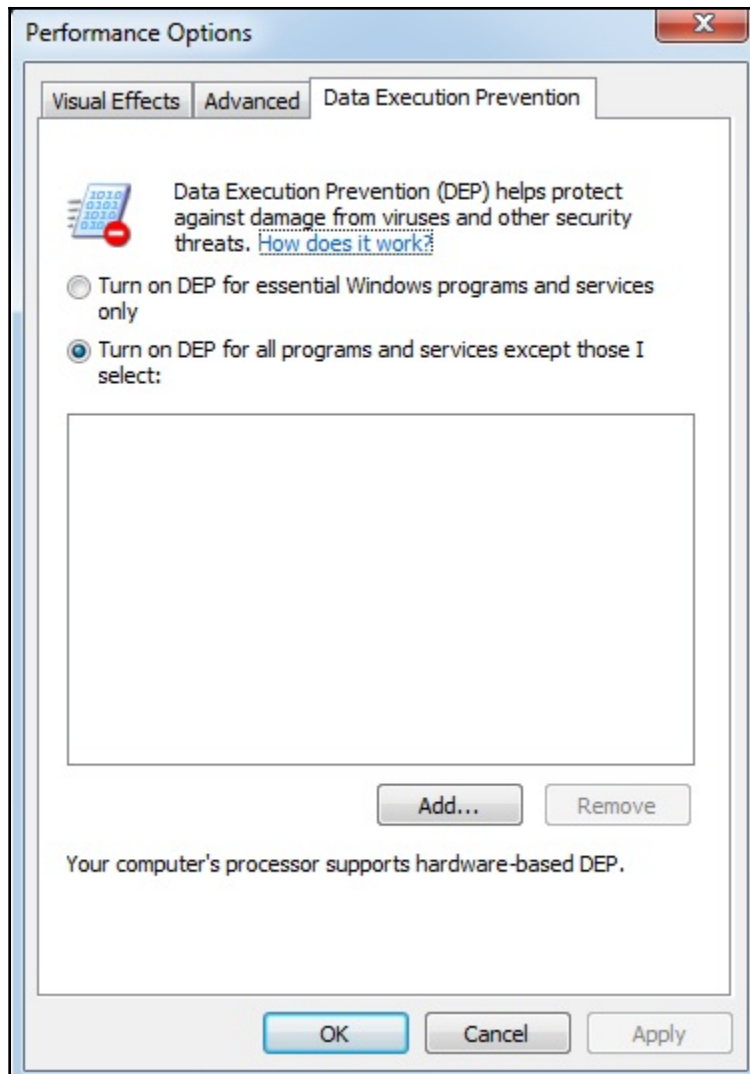 Performance Options
Visual Effects
Advanced
Data Execution Prevention
Data Execution Prevention (DEP) helps protect
against damage from viruses and other security
threats. How does it work?
Turn on DEP for essential Windows programs and services
only
Turn on DEP for all programs and services except those I
select:
Add...
Remove
Your computer's processor supports hardware-based DEP.
OK
Cancel
Apply